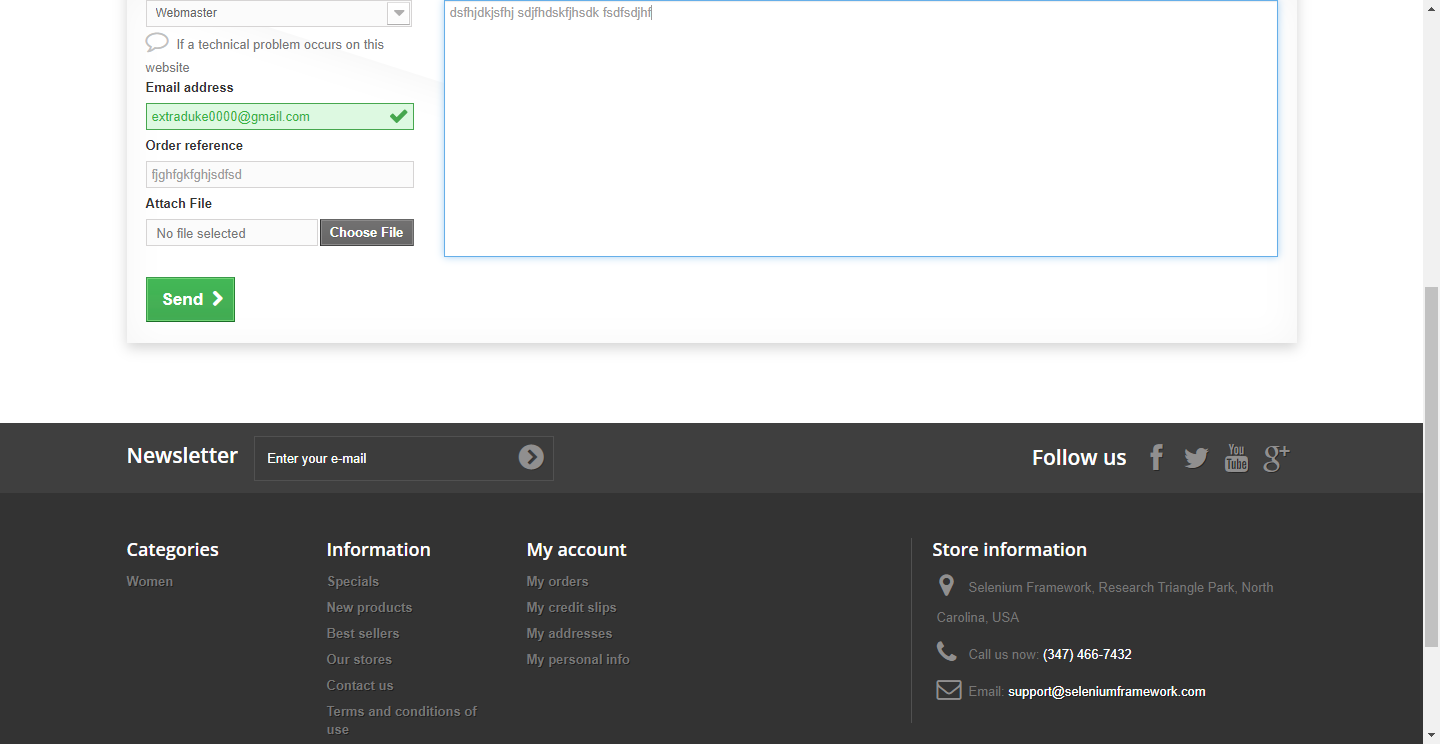 Webmaster
dsfhjdkjsfhj sdjfhdskfjhsdk fsdfsdjhf
If a technical problem occurs on this
website
Email address
extraduke0000@gmail.com
Order reference
fjghfgkfghjsdfsd
Attach File
No file selected
Choose File
Send
Newsletter
Enter your e-mail
Follow us
You
Tube
g+
Categories
Women
Information
Specials
New products
Best sellers
Our stores
Contact us
Terms and conditions of
use
My account
My orders
My credit slips
My addresses
My personal info
Store information
Selenium Framework, Research Triangle Park, North
Carolina, USA
Call us now: (347) 466-7432
Email: support@seleniumframework.com